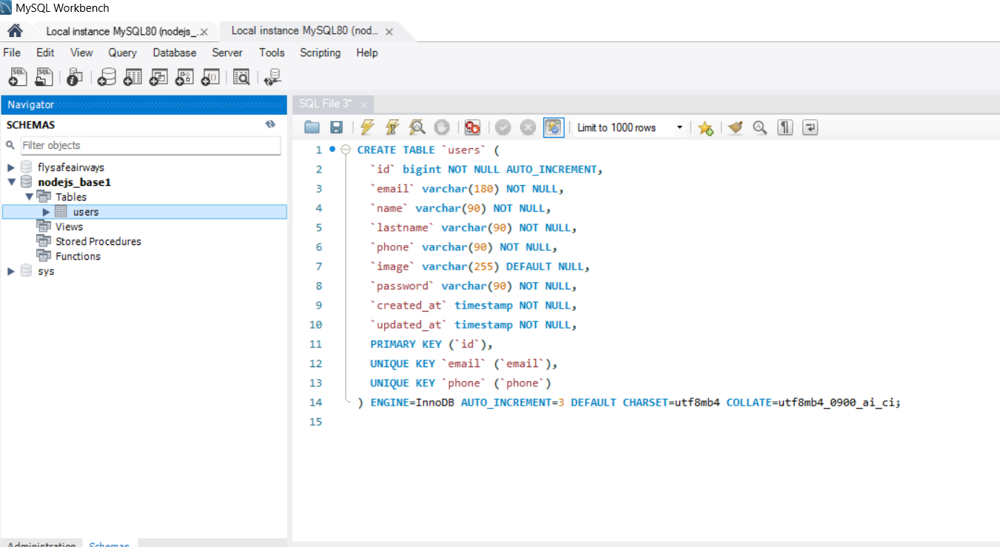 MySQL Workbench
Local instance MySQL80 (nodejs_... Local instance MySQL80 (nod...
File Edit View Query Database Server Tools Scripting Help
Navigator
SCHEMAS
Filter objects
flysafeairways
nodejs_base1
Tables
users
Views
Stored Procedures
Functions
sys
Administration Schemas
SQL File 3*
Limit to 1000 rows
1 CREATE TABLE `users` (
2 `id` bigint NOT NULL AUTO_INCREMENT,
3 `email` varchar(180) NOT NULL,
4 `name` varchar(90) NOT NULL,
5 `lastname` varchar(90) NOT NULL,
6 `phone` varchar(90) NOT NULL,
7 `image` varchar(255) DEFAULT NULL,
8 `password` varchar(90) NOT NULL,
9 `created_at` timestamp NOT NULL,
10 `updated_at` timestamp NOT NULL,
11 PRIMARY KEY (`id`),
12 UNIQUE KEY `email` (`email`),
13 UNIQUE KEY `phone` (`phone`)
14 ) ENGINE=InnoDB AUTO_INCREMENT=3 DEFAULT CHARSET=utf8mb4 COLLATE=utf8mb4_0900_ai_ci;
15